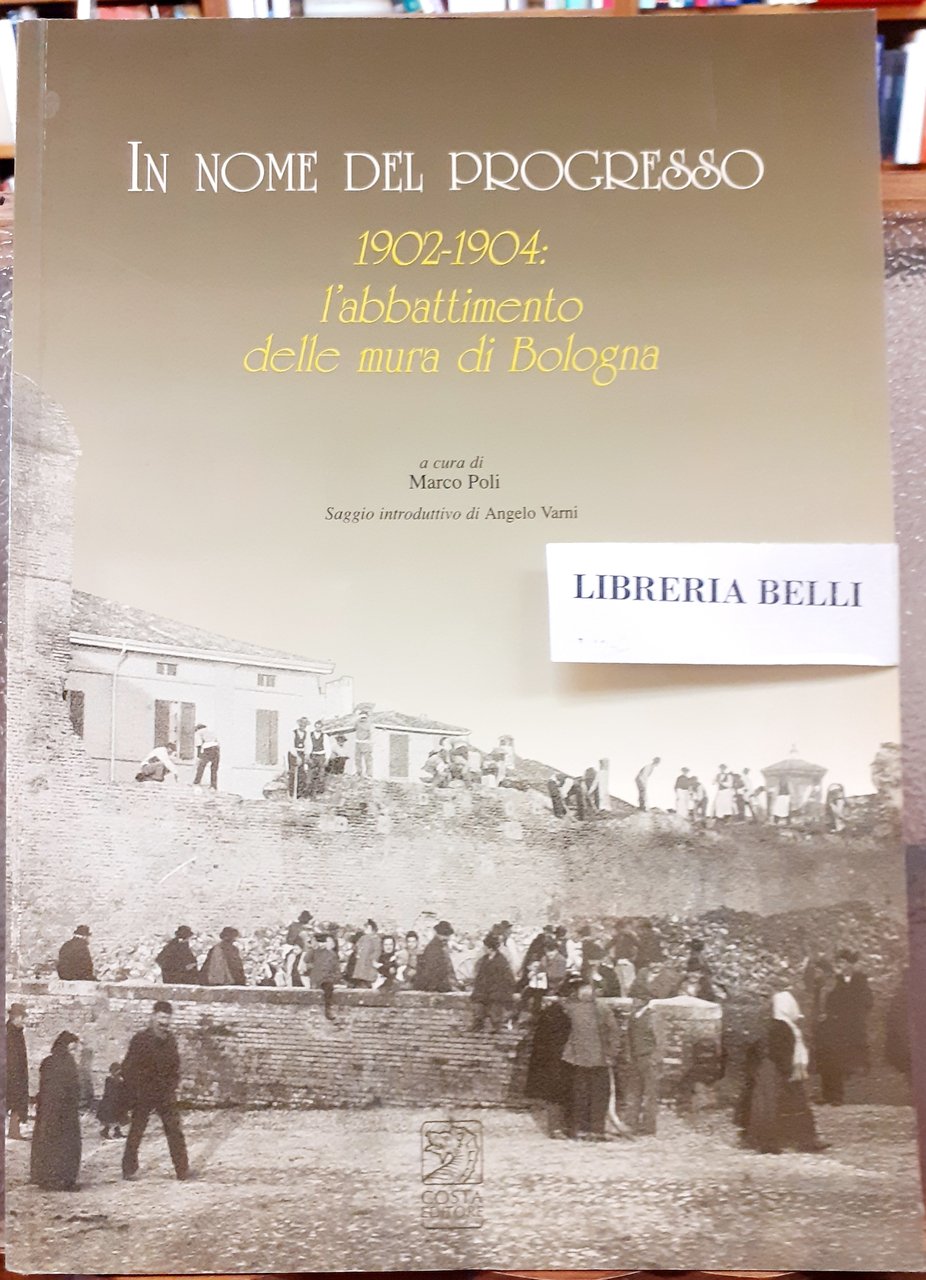 IN NOME DEL PROGRESSO
1902-1904:
l'abbattimento
delle mura di Bologna
a cura di
Marco Poli
Saggio introduttivo di Angelo Varni
LIBRERIA BELLI
COSTA
EDITORE